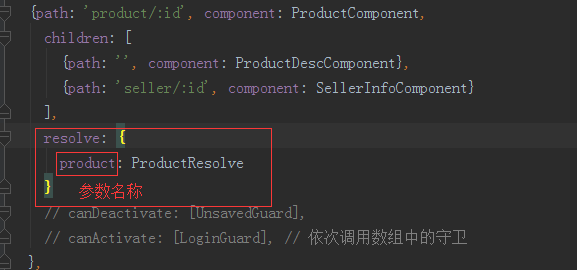 {path: 'product/:id', component: ProductComponent,
children: [
{path: '', component: ProductDescComponent},
{path: 'seller/:id', component: SellerInfoComponent}
],
resolve: {
product: ProductResolve
} 参数名称
// canDeactivate: [UnsavedGuard],
// canActivate: [LoginGuard], // 依次调用数组中的守卫
},